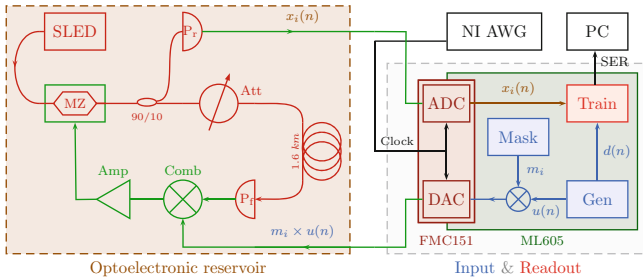 x_i(n)
SLED
P_r
NI AWG
PC
SER
MZ
90/10
Att
ADC
x_i(n)
Train
1.6 km
Clock
Mask
d(n)
Amp
Comb
P_f
m_i
DAC
u(n)
Gen
m_i × u(n)
FMC151
ML605
Optoelectronic reservoir
Input & Readout